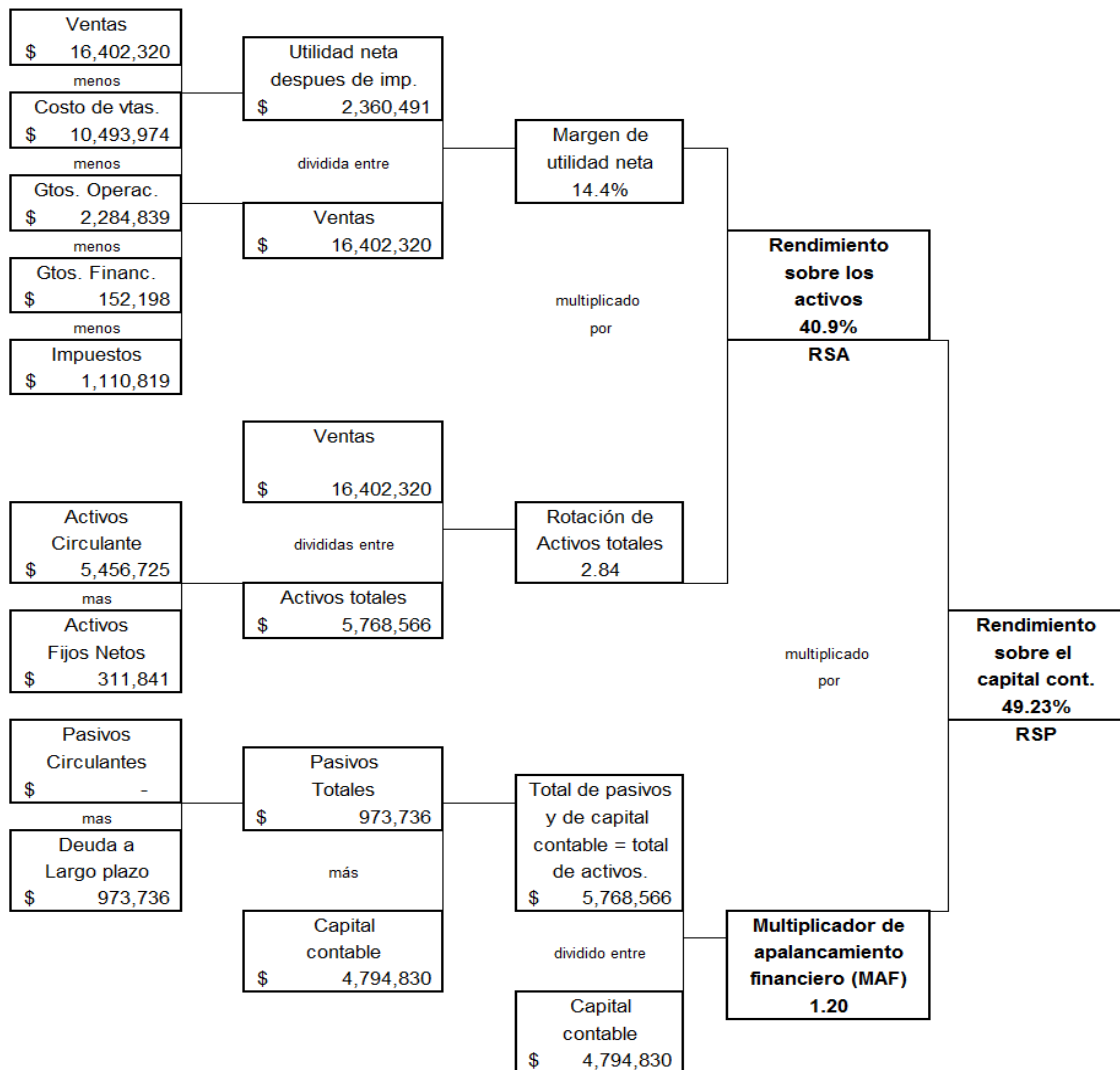 Ventas
$ 16,402,320
menos
Costo de vtas.
$ 10,493,974
menos
Gtos. Operac.
$ 2,284,839
menos
Gtos. Financ.
$ 152,198
menos
Impuestos
$ 1,110,819
Utilidad neta
despues de imp.
$ 2,360,491
dividida entre
Ventas
$ 16,402,320
Margen de
utilidad neta
14.4%
multiplicado
por
Rendimiento
sobre los
activos
40.9%
RSA
Ventas
$ 16,402,320
dividas entre
Activos totales
$ 5,768,566
Activos
Circulante
$ 5,456,725
mas
Activos
Fijos Netos
$ 311,841
Rotación de
Activos totales
2.84
multiplicado
por
Rendimiento
sobre el
capital cont.
49.23%
RSP
Pasivos
Circulantes
$ -
mas
Deuda a
Largo plazo
$ 973,736
Pasivos
Totales
$ 973,736
más
Capital
contable
$ 4,794,830
Total de pasivos
y de capital
contable = total
de activos.
$ 5,768,566
dividido entre
Capital
contable
$ 4,794,830
Multiplicador de
apalancamiento
financiero (MAF)
1.20